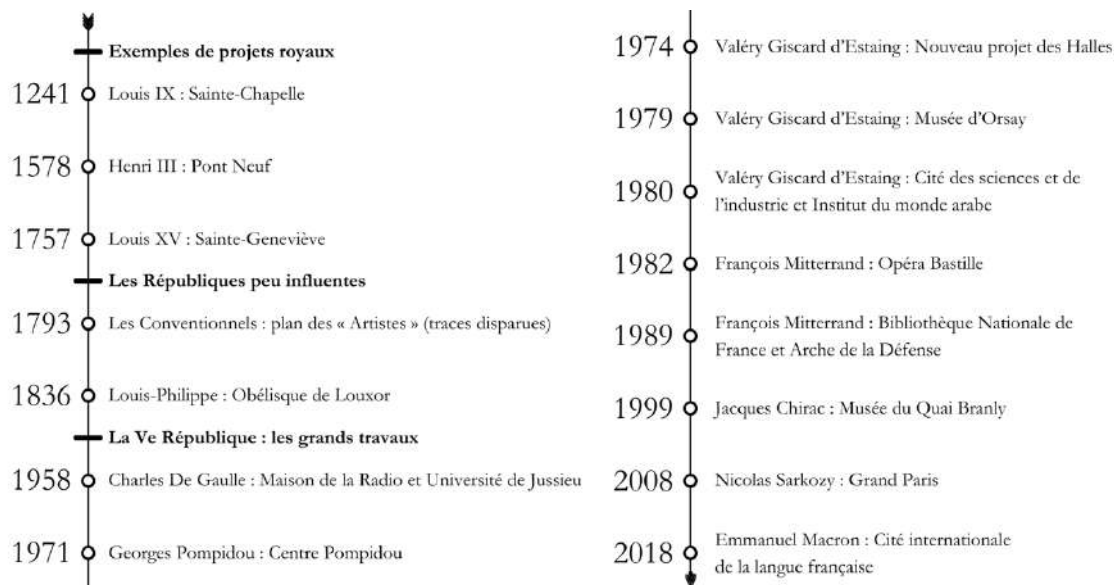 Exemples de projets royaux
1241 Louis IX : Sainte-Chapelle
1578 Henri III : Pont Neuf
1757 Louis XV : Sainte-Geneviève
Les Républiques peu influentes
1793 Les Conventionnels : plan des « Artistes » (traces disparues)
1836 Louis-Philippe : Obélisque de Louxor
La Ve République : les grands travaux
1958 Charles De Gaulle : Maison de la Radio et Université de Jussieu
1971 Georges Pompidou : Centre Pompidou
1974 Valéry Giscard d'Estaing : Nouveau projet des Halles
1979 Valéry Giscard d'Estaing : Musée d'Orsay
1980 Valéry Giscard d'Estaing : Cité des sciences et de
l'industrie et Institut du monde arabe
1982 François Mitterrand : Opéra Bastille
1989 François Mitterrand : Bibliothèque Nationale de
France et Arche de la Défense
1999 Jacques Chirac : Musée du Quai Branly
2008 Nicolas Sarkozy : Grand Paris
2018 Emmanuel Macron : Cité internationale
de la langue française